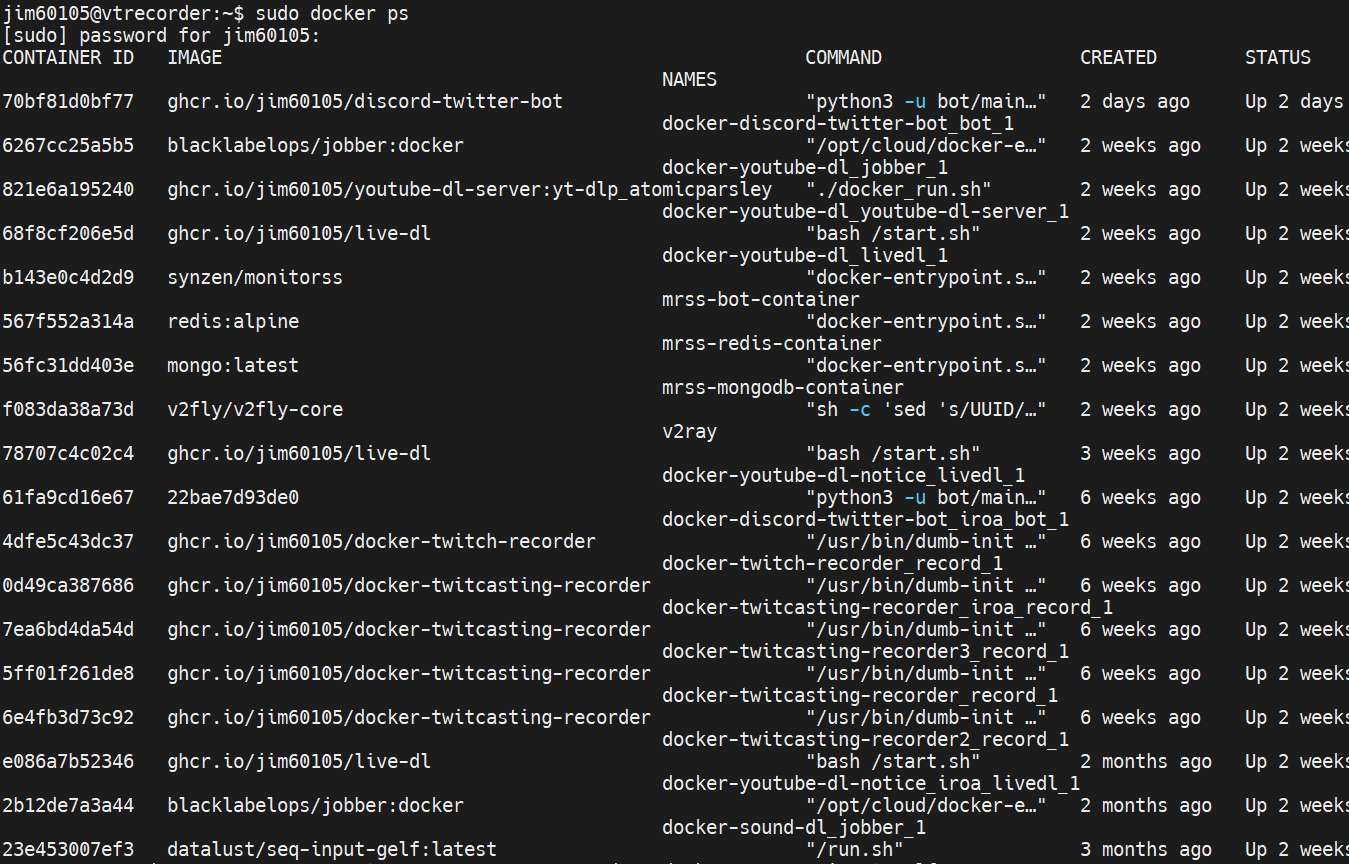 jim60105@vtrecorder:~$ sudo docker ps
[sudo] password for jim60105:
CONTAINER ID IMAGE COMMAND CREATED STATUS
NAMES
70bf81d0bf77 ghcr.io/jim60105/discord-twitter-bot "python3 -u bot/main…" 2 days ago Up 2 days
docker-discord-twitter-bot_bot_1
6267cc25a5b5 blacklabelops/jobber:docker "/opt/cloud/docker-e…" 2 weeks ago Up 2 weeks
docker-youtube-dl_jobber_1
821e6a195240 ghcr.io/jim60105/youtube-dl-server:yt-dlp_atomicparsley "./docker_run.sh" 2 weeks ago Up 2 weeks
docker-youtube-dl_youtube-dl-server_1
68f8cf206e5d ghcr.io/jim60105/live-dl "bash /start.sh" 2 weeks ago Up 2 weeks
docker-youtube-dl_livedl_1
b143e0c4d2d9 synzen/monitorss "docker-entrypoint.s…" 2 weeks ago Up 2 weeks
mrss-bot-container
567f552a314a redis:alpine "docker-entrypoint.s…" 2 weeks ago Up 2 weeks
mrss-redis-container
56fc31dd403e mongo:latest "docker-entrypoint.s…" 2 weeks ago Up 2 weeks
mrss-mongodb-container
f083da38a73d v2fly/v2fly-core "sh -c 'sed 's/UUID/…" 2 weeks ago Up 2 weeks
v2ray
78707c4c02c4 ghcr.io/jim60105/live-dl "bash /start.sh" 3 weeks ago Up 2 weeks
docker-youtube-dl-notice_livedl_1
61fa9cd16e67 22bae7d93de0 "python3 -u bot/main…" 6 weeks ago Up 2 weeks
docker-discord-twitter-bot_iroa_bot_1
4dfe5c43dc37 ghcr.io/jim60105/docker-twitch-recorder "/usr/bin/dumb-init …" 6 weeks ago Up 2 weeks
docker-twitch-recorder_record_1
0d49ca387686 ghcr.io/jim60105/docker-twitcasting-recorder "/usr/bin/dumb-init …" 6 weeks ago Up 2 weeks
docker-twitcasting-recorder_iroa_record_1
7ea6bd4da54d ghcr.io/jim60105/docker-twitcasting-recorder "/usr/bin/dumb-init …" 6 weeks ago Up 2 weeks
docker-twitcasting-recorder3_record_1
5ff01f261de8 ghcr.io/jim60105/docker-twitcasting-recorder "/usr/bin/dumb-init …" 6 weeks ago Up 2 weeks
docker-twitcasting-recorder_record_1
6e4fb3d73c92 ghcr.io/jim60105/docker-twitcasting-recorder "/usr/bin/dumb-init …" 6 weeks ago Up 2 weeks
docker-twitcasting-recorder2_record_1
e086a7b52346 ghcr.io/jim60105/live-dl "bash /start.sh" 2 months ago Up 2 weeks
docker-youtube-dl-notice_iroa_livedl_1
2b12de7a3a44 blacklabelops/jobber:docker "/opt/cloud/docker-e…" 2 months ago Up 2 weeks
docker-sound-dl_jobber_1
23e453007ef3 datalust/seq-input-gelf:latest "/run.sh" 3 months ago Up 2 weeks